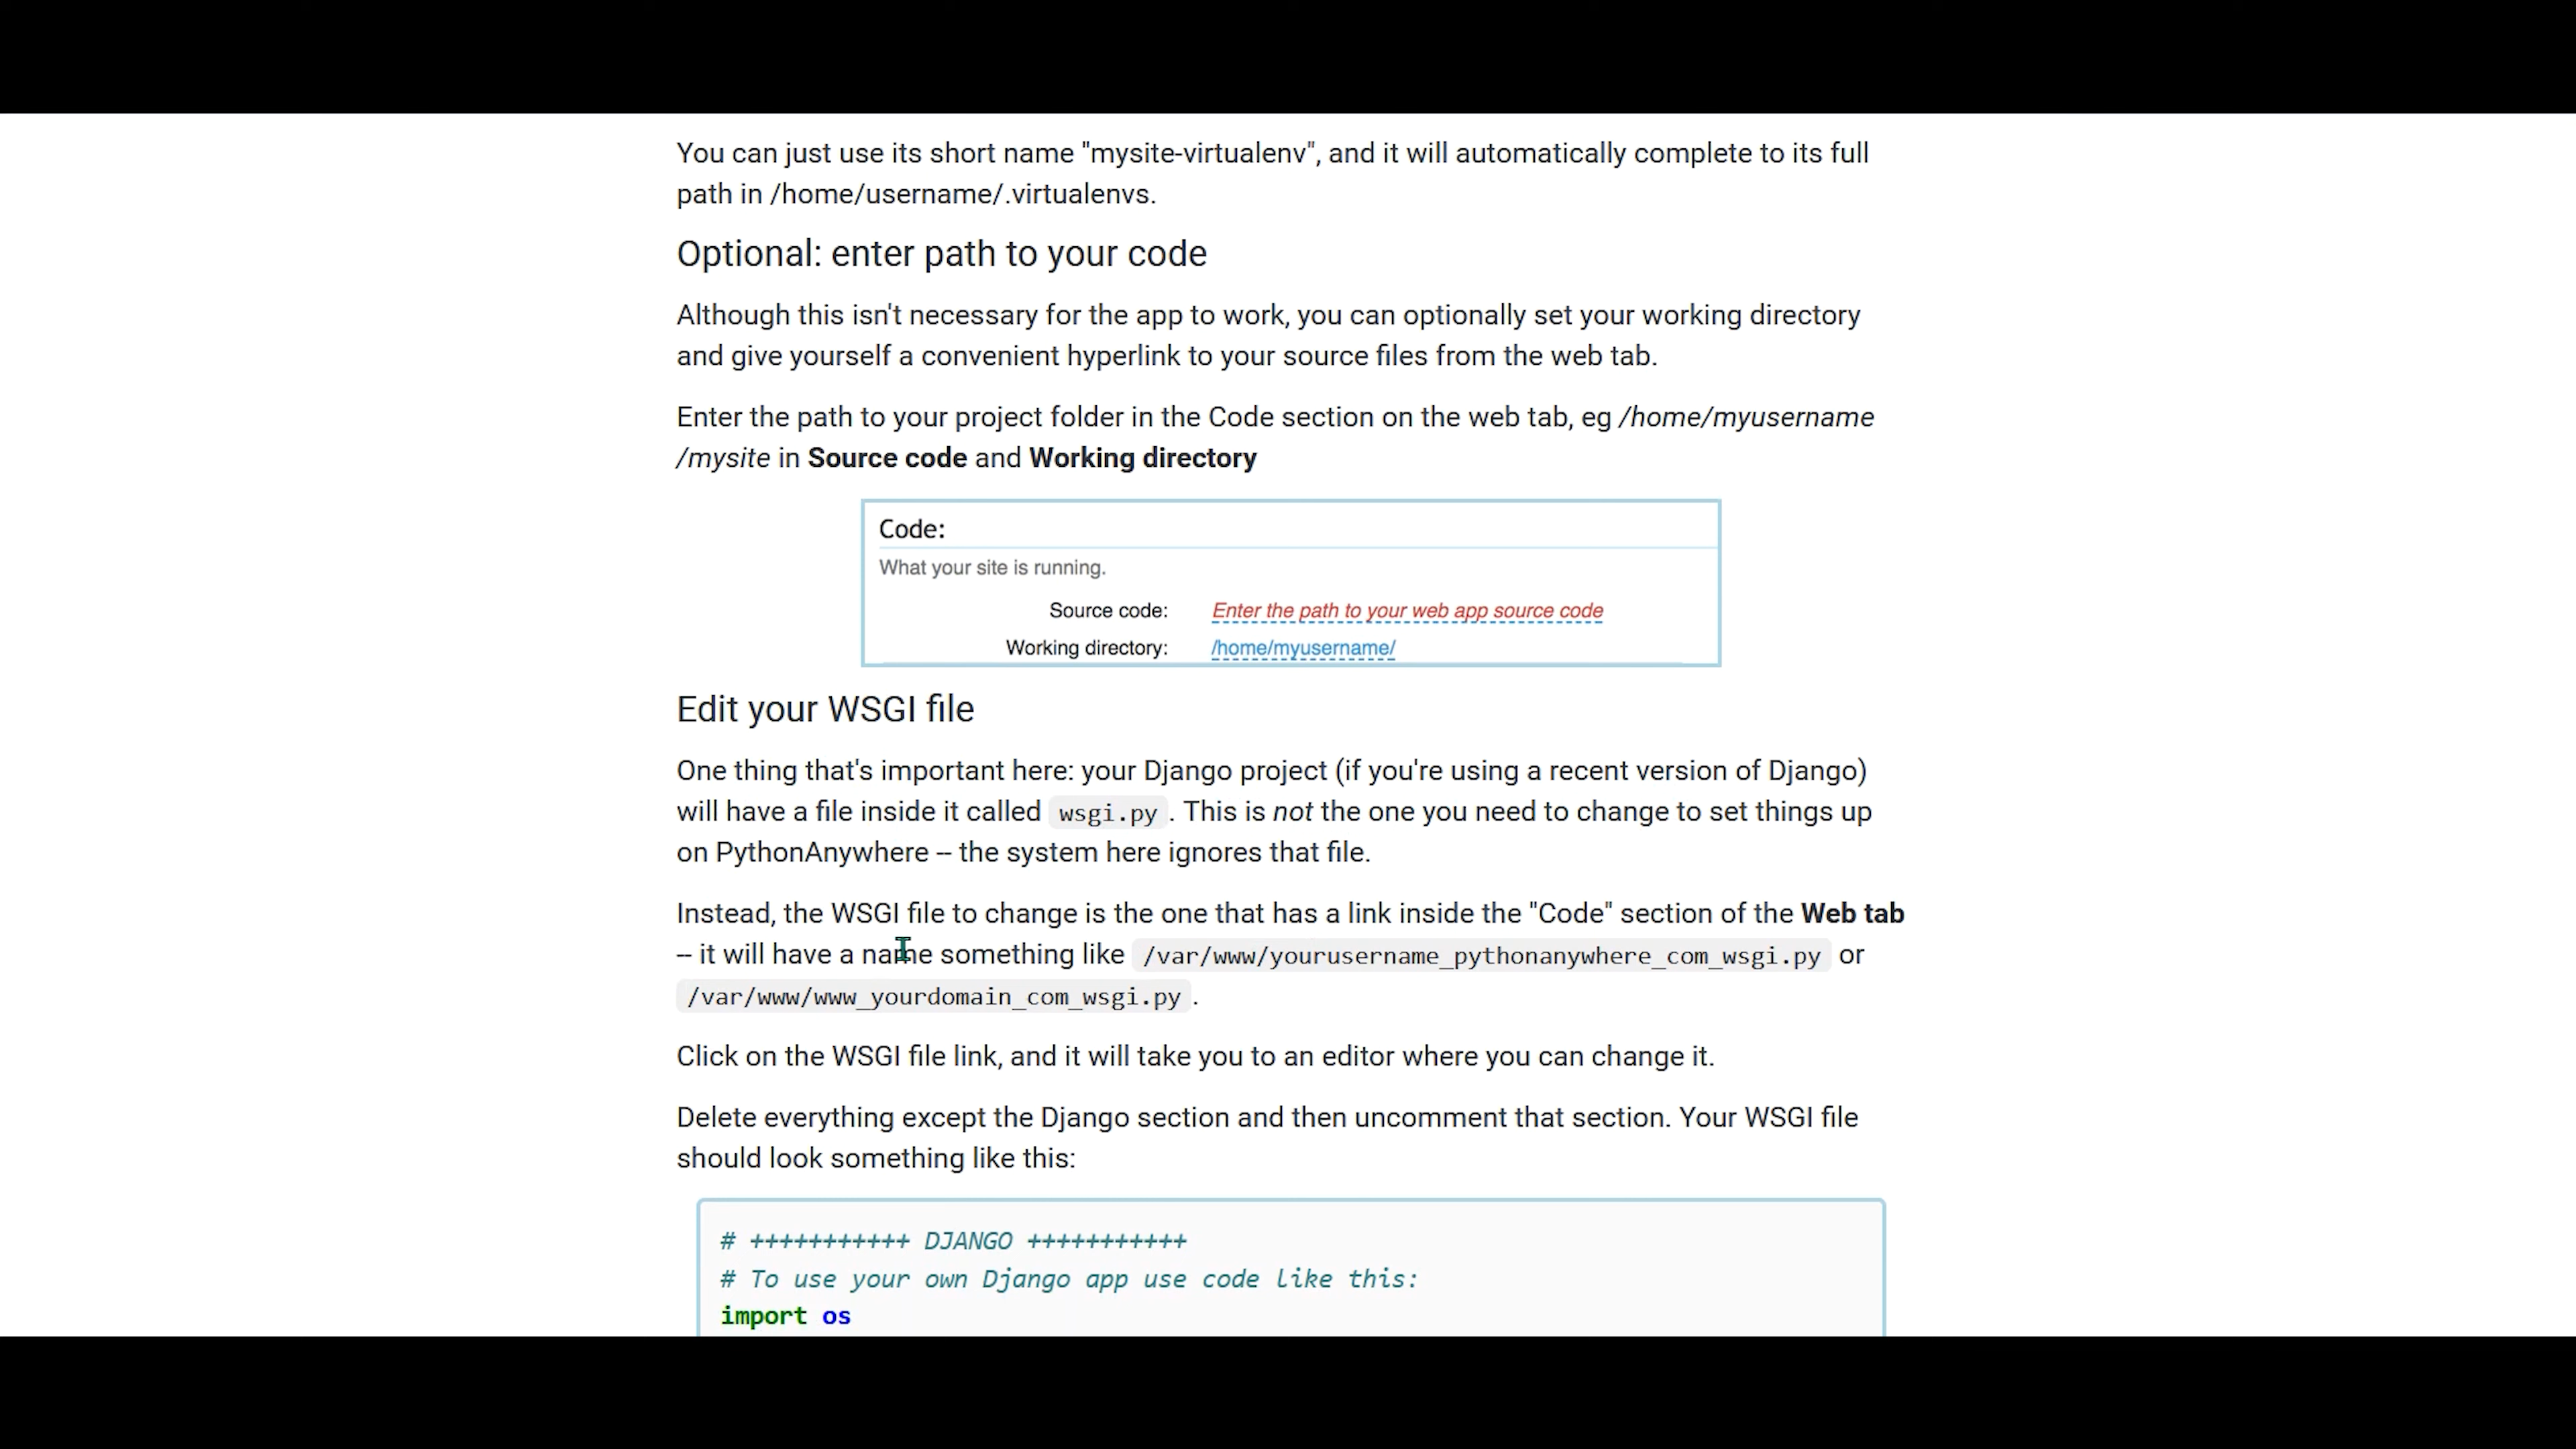 You can just use its short name "mysite-virtualenv", and it will automatically complete to its full
path in /home/username/.virtualenvs.
Optional: enter path to your code
Although this isn't necessary for the app to work, you can optionally set your working directory
and give yourself a convenient hyperlink to your source files from the web tab.
Enter the path to your project folder in the Code section on the web tab, eg /home/myusername
/mysite in Source code and Working directory
Code:
What your site is running.
Source code: Enter the path to your web app source code
Working directory: /home/myusername/
Edit your WSGI file
One thing that's important here: your Django project (if you're using a recent version of Django)
will have a file inside it called wsgi.py. This is not the one you need to change to set things up
on PythonAnywhere -- the system here ignores that file.
Instead, the WSGI file to change is the one that has a link inside the "Code" section of the Web tab
-- it will have a name something like /var/www/yourusername_pythonanywhere_com_wsgi.py or
/var/www/www_yourdomain_com_wsgi.py.
Click on the WSGI file link, and it will take you to an editor where you can change it.
Delete everything except the Django section and then uncomment that section. Your WSGI file
should look something like this:
# +++++++++++ DJANGO +++++++++++
# To use your own Django app use code like this:
import os